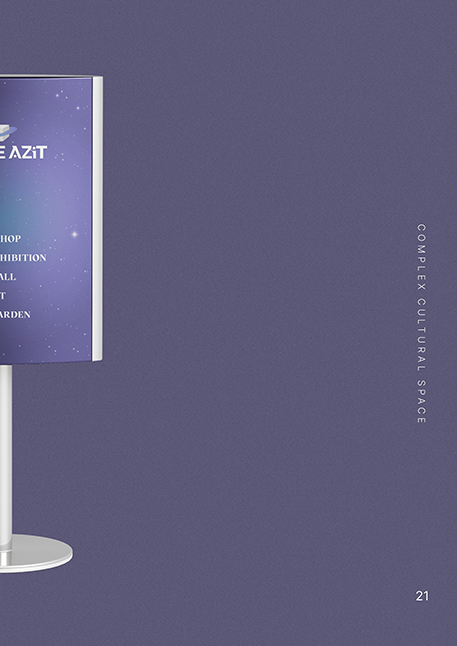 E AZiT
HOP
HIBITION
ALL
T
ARDEN
COMPLEX CULTURAL SPACE
21